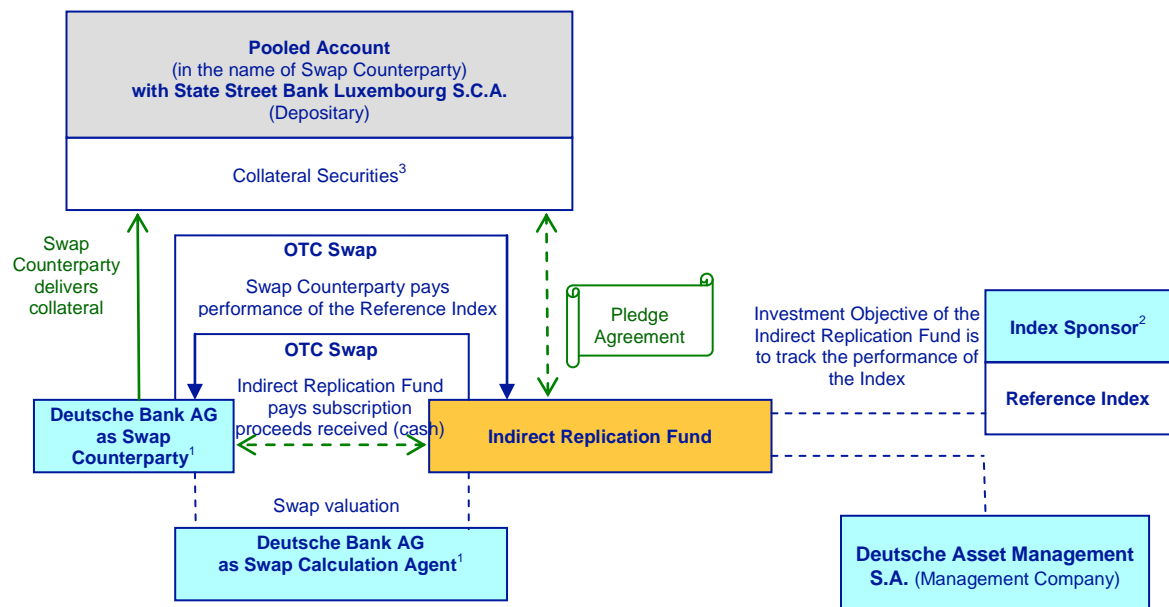 Pooled Account
(in the name of Swap Counterparty)
with State Street Bank Luxembourg S.C.A.
(Depositary)
Collateral Securities3
Swap
Counterparty
delivers
collateral
OTC Swap
Swap Counterparty pays
performance of the Reference Index
OTC Swap
Indirect Replication Fund
pays subscription
proceeds received (cash)
Pledge
Agreement
Investment Objective of the
Indirect Replication Fund is
to track the performance of
the Index
Index Sponsor2
Reference Index
Deutsche Bank AG
as Swap
Counterparty1
Indirect Replication Fund
Swap valuation
Deutsche Bank AG
as Swap Calculation Agent1
Deutsche Asset Management
S.A. (Management Company)